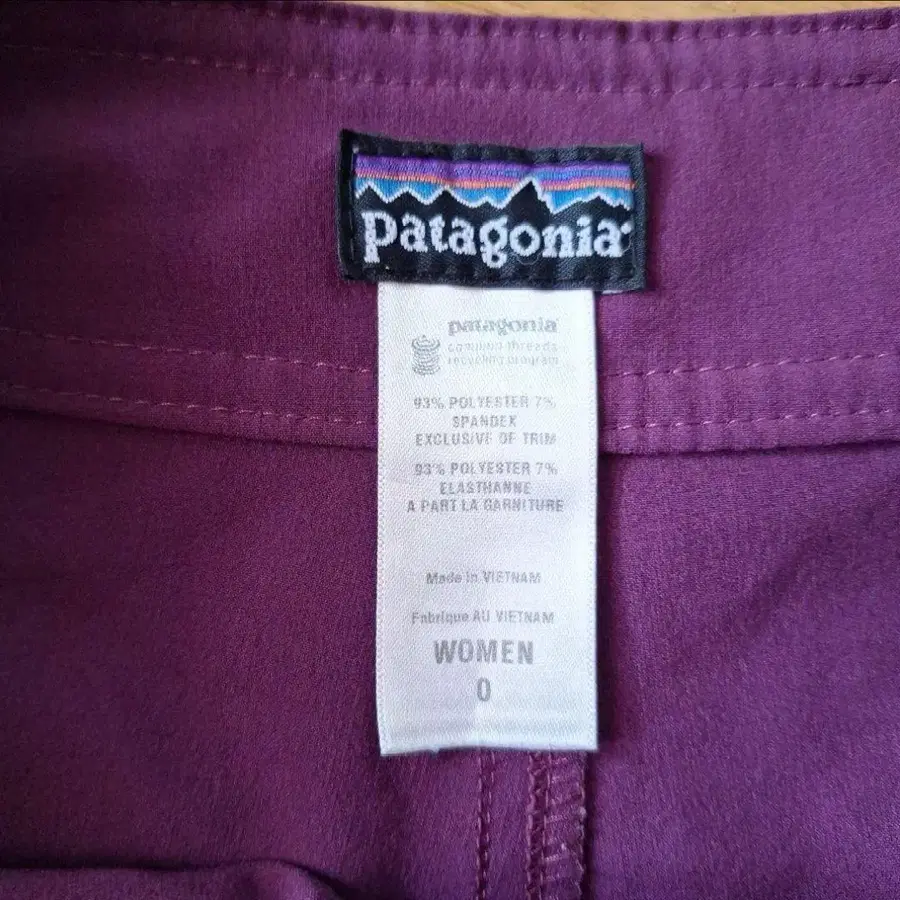 patagonia
patagonia
common threads
recycling program
93% POLYESTER 7%
SPANDEX
EXCLUSIVE OF TRIM
93% POLYESTER 7%
ELASTHANNE
A PART LA GARNITURE
Made in VIETNAM
Fabrique AU VIETNAM
WOMEN
0